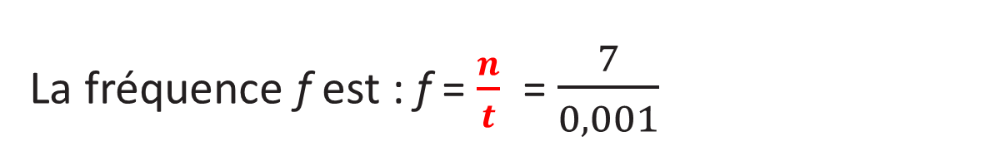 La fréquence f est : f = n/t = 7/0,001